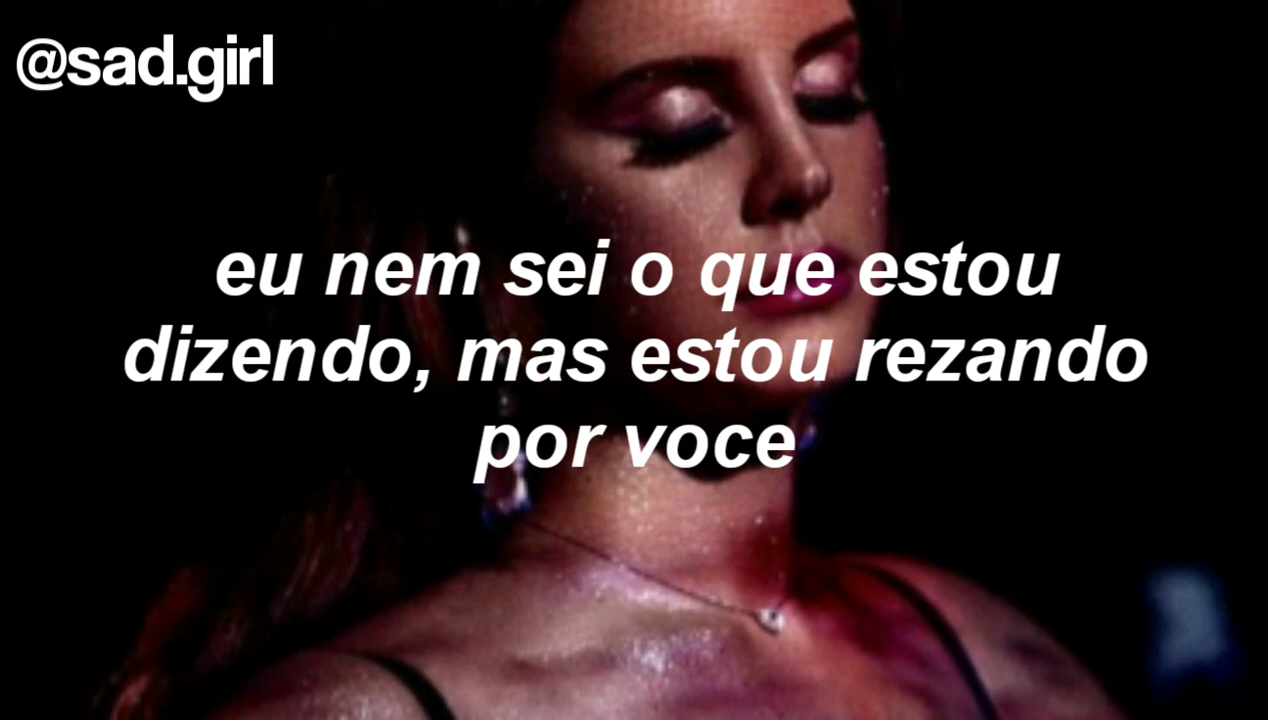 @sad.girl
eu nem sei o que estou
dizendo, mas estou rezando
por voce